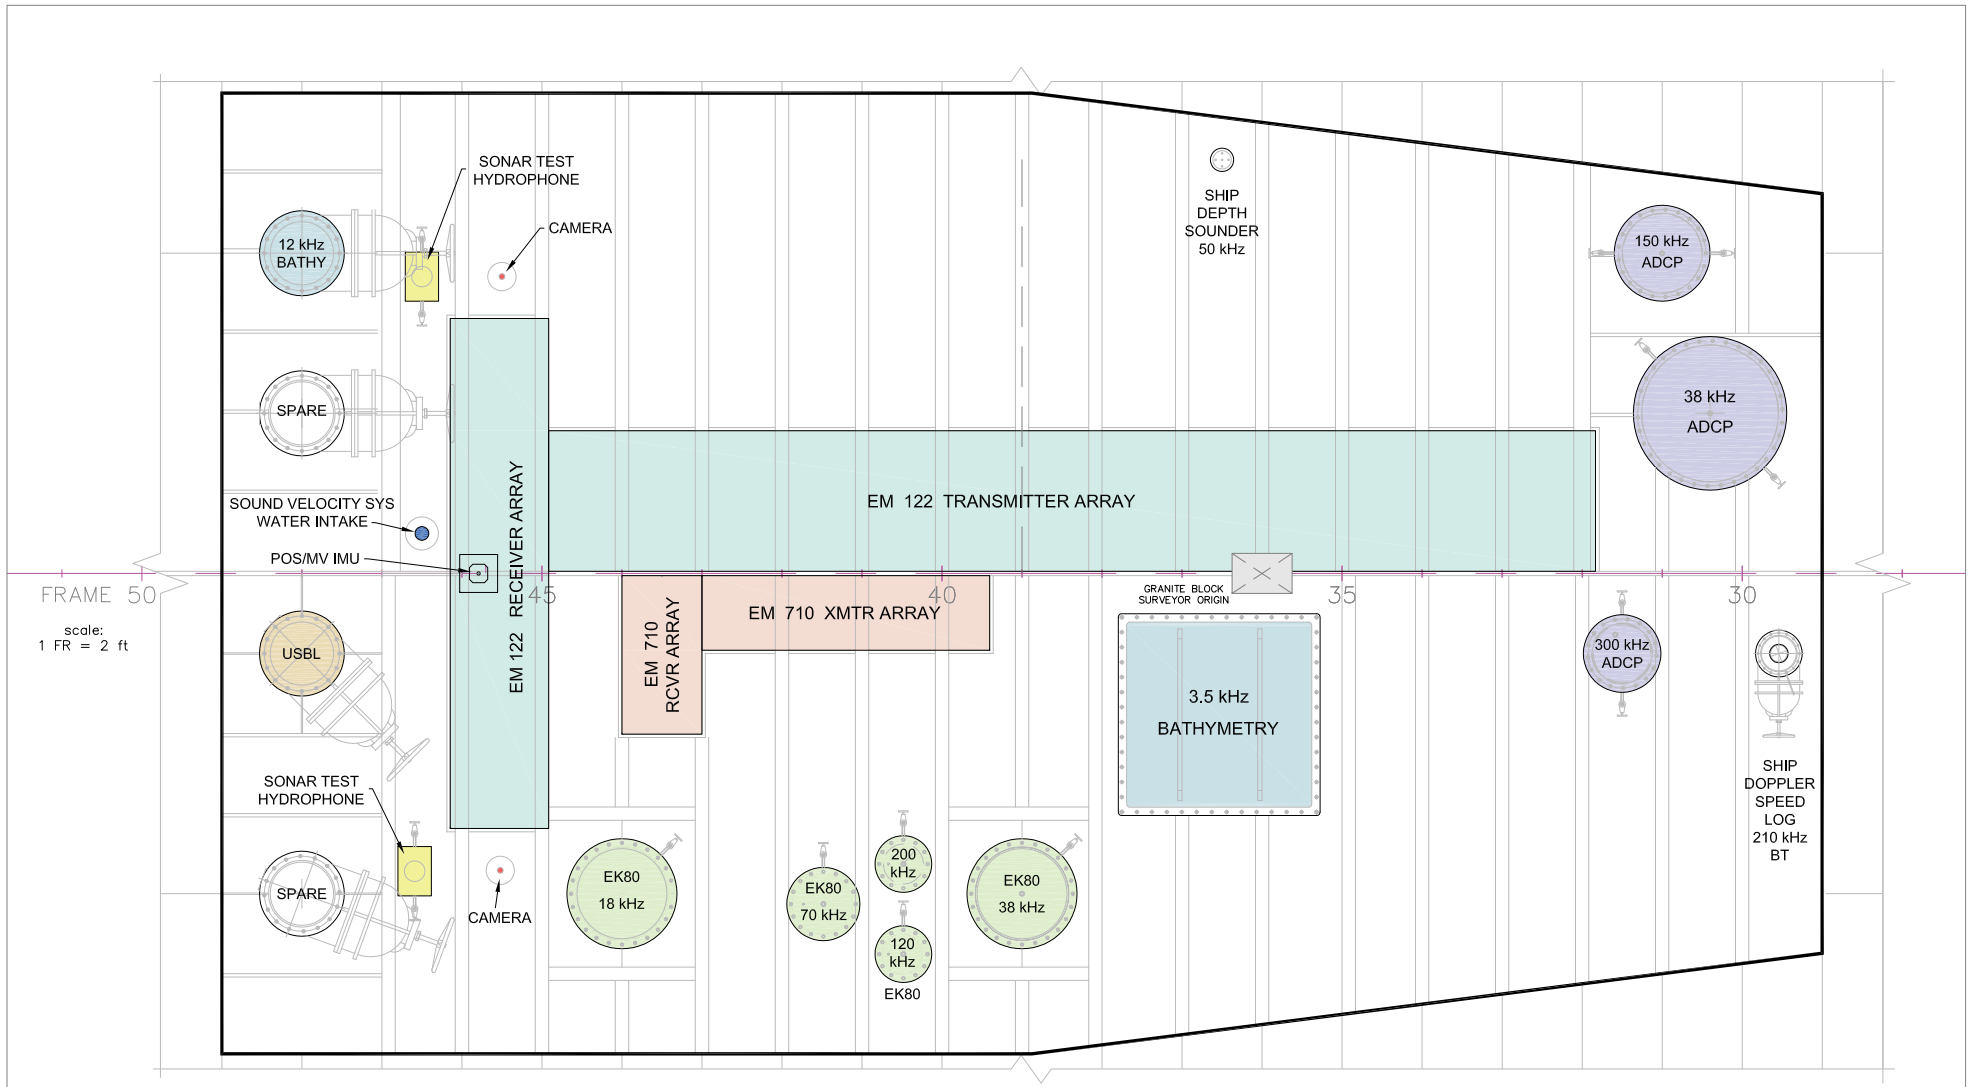 SONAR TEST
HYDROPHONE
CAMERA
12 kHz
BATHY
SHIP
DEPTH
SOUNDER
50 kHz
150 kHz
ADCP
SPARE
38 kHz
ADCP
SOUND VELOCITY SYS
WATER INTAKE
POS/MV IMU
EM 122 RECEIVER ARRAY
EM 122 TRANSMITTER ARRAY
FRAME 50
45
40
35
30
scale:
1 FR = 2 ft
GRANITE BLOCK
SURVEYOR ORIGIN
EM 710
RCVR ARRAY
EM 710 XMTR ARRAY
USBL
3.5 kHz
BATHYMETRY
300 kHz
ADCP
SHIP
DOPPLER
SPEED
LOG
210 kHz
BT
SONAR TEST
HYDROPHONE
SPARE
CAMERA
EK80
18 kHz
EK80
70 kHz
200
kHz
120
kHz
EK80
EK80
38 kHz